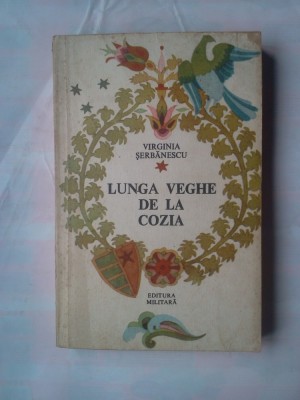 VIRGINIA
ȘERBĂNESCU
LUNGA VEGHE
DE LA
COZIA
EDITURA
MILITARĂ